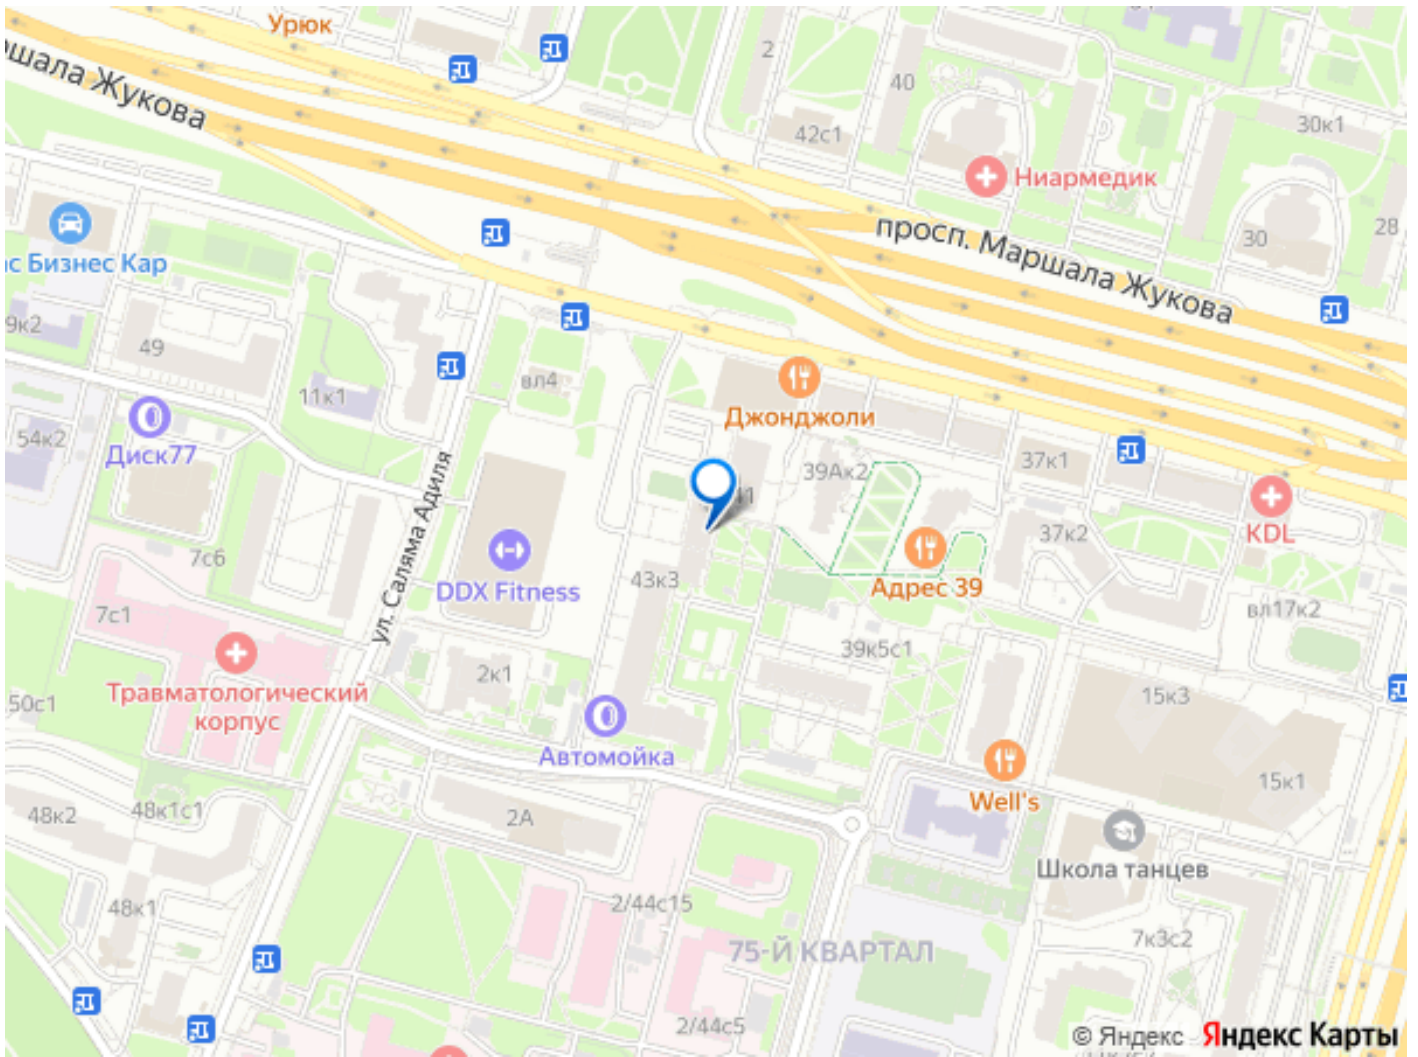 Урюк
2
40
42с1
30к1
шала Жукова
Ниармедик
просп. Маршала Жукова
30
28
ас Бизнес Кар
9к2
49
11к1
вл4
Джонджоли
54к2
Диск77
ул. Саляма Адиля
39Ак2
37к1
KDL
37к2
7с6
DDX Fitness
43к3
Адрес 39
7с1
вл17к2
39к5с1
Травматологический
корпус
2к1
50с1
15к3
Автомойка
15к1
Well's
48к2
48к1с1
2А
Школа танцев
48к1
2/44с15
75-Й КВАРТАЛ
7к3с2
2/44с5
© Яндекс Яндекс Карты